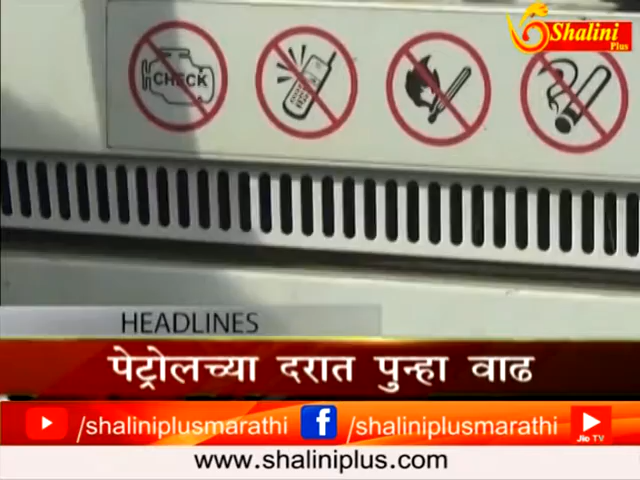 Shalini
Plus
CHECK
HEADLINES
पेट्रोलच्या दरात पुन्हा वाढ
/shaliniplusmarathi /shaliniplusmarathi
Jio TV
www.shaliniplus.com